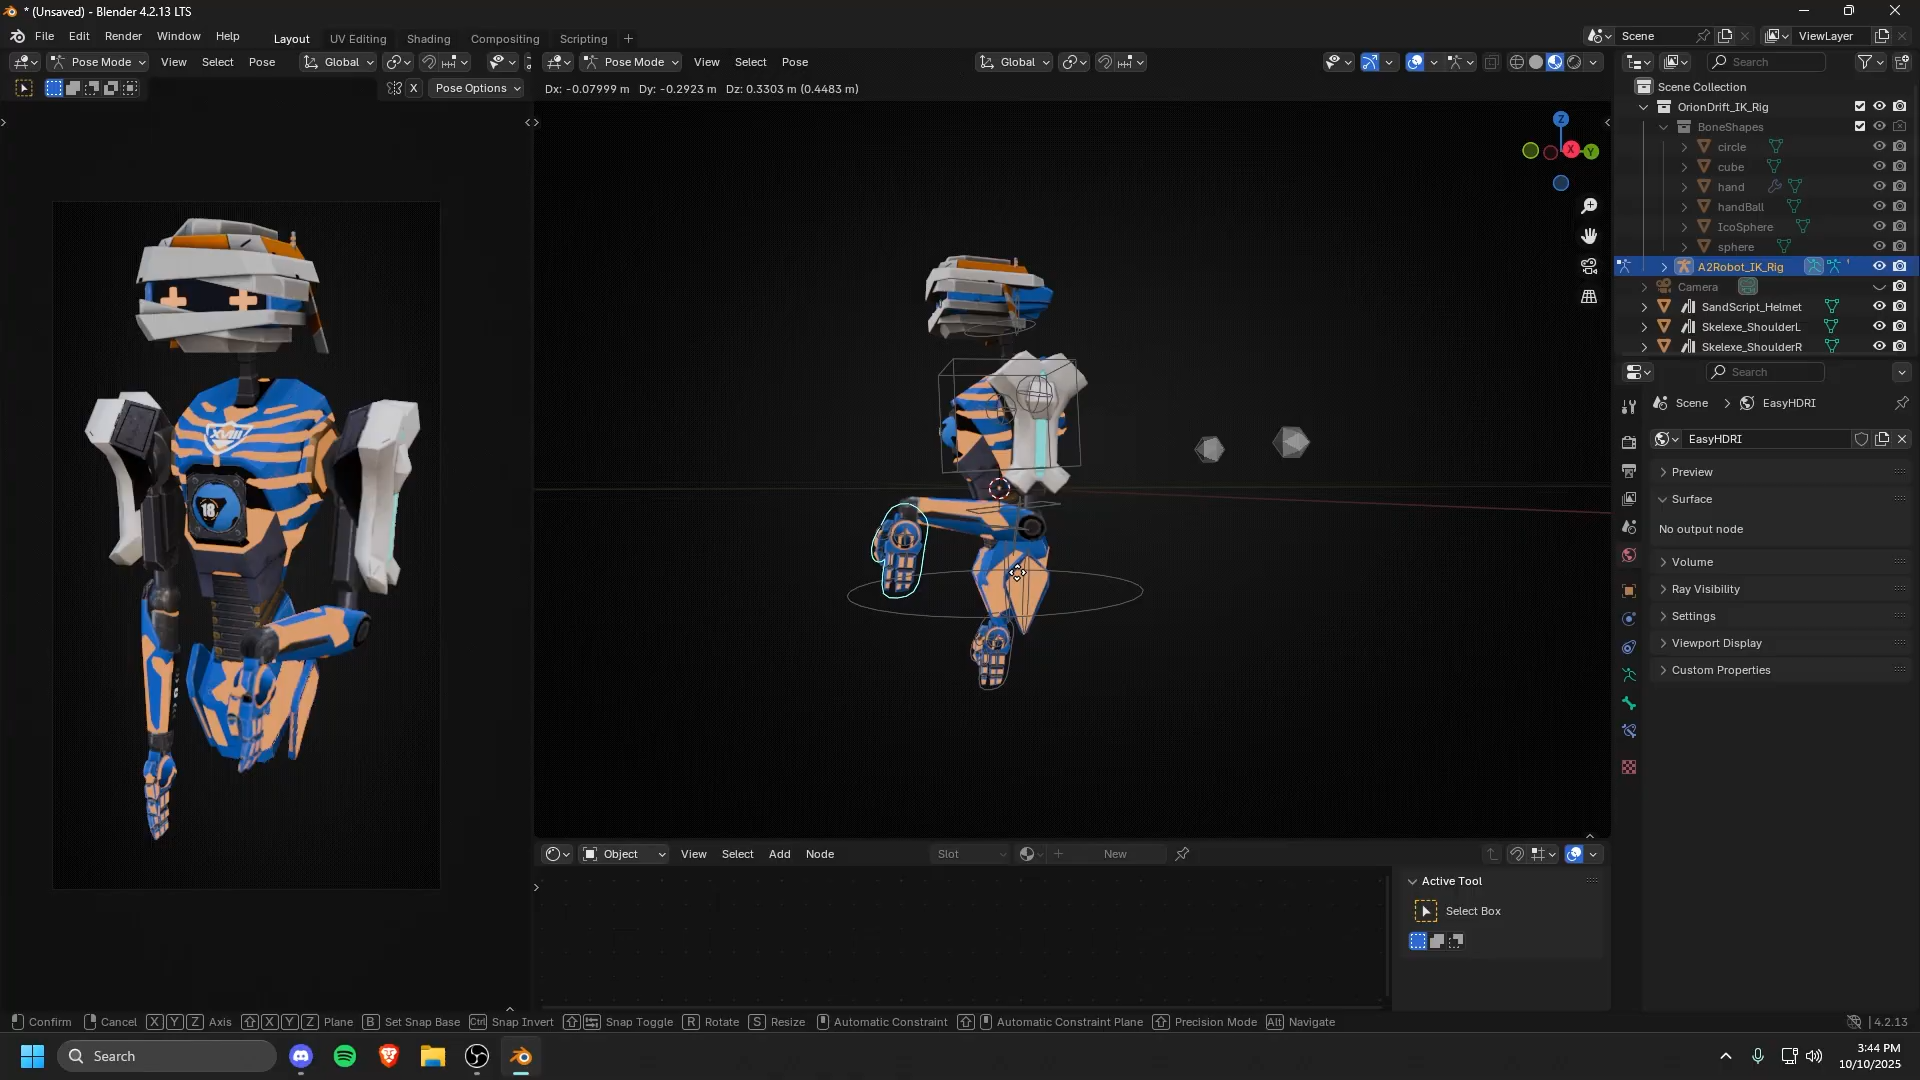 * (Unsaved) - Blender 4.2.13 LTS
File Edit Render Window Help Layout UV Editing Shading Compositing Scripting + Scene ViewLayer
Pose Mode View Select Pose Global Pose Mode View Select Pose Global Search
X Pose Options Dx: -0.07999 m Dy: -0.2923 m Dz: 0.3303 m (0.4483 m) Scene Collection
OrionDrift_IK_Rig
BoneShapes
circle
cube
hand
handBall
IcoSphere
sphere
A2Robot_IK_Rig
Camera
SandScript_Helmet
Skelexe_ShoulderL
Skelexe_ShoulderR
Z
X
Y
XVIII
18
Search
Scene > EasyHDRI
EasyHDRI
Preview
Surface
No output node
Volume
Ray Visibility
Settings
Viewport Display
Custom Properties
Object View Select Add Node Slot New
Active Tool
Select Box
Confirm Cancel X Y Z Axis X Y Z Plane B Set Snap Base Ctrl Snap Invert Snap Toggle R Rotate S Resize Automatic Constraint Automatic Constraint Plane Precision Mode Alt Navigate 4.2.13
Search
3:44 PM
10/10/2025